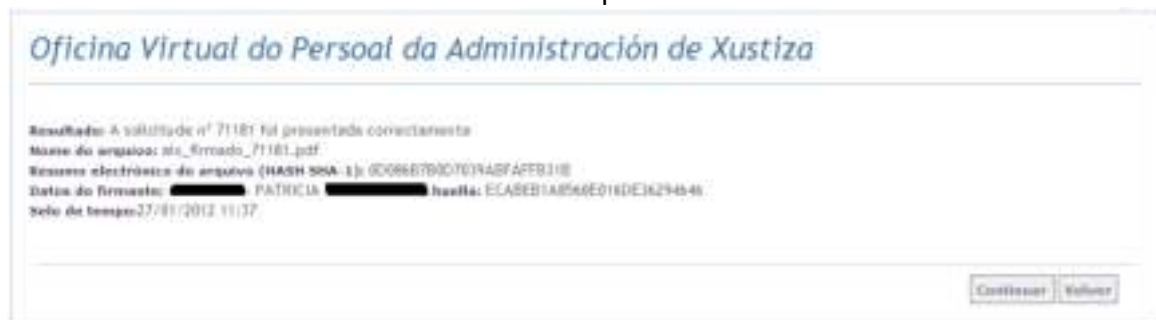 Oficina Virtual do Persoal da Administración de Xustiza
Resultado: A solicitude nº 71181 foi presentada correctamente
Nome do arquivo: sls_firmado_71181.pdf
Resumo electrónico do arquivo (HASH SHA-1):
Datos do firmante: PATRICIA huella:
Selo de tempo:27/01/2012 11:37
Continuar Volver